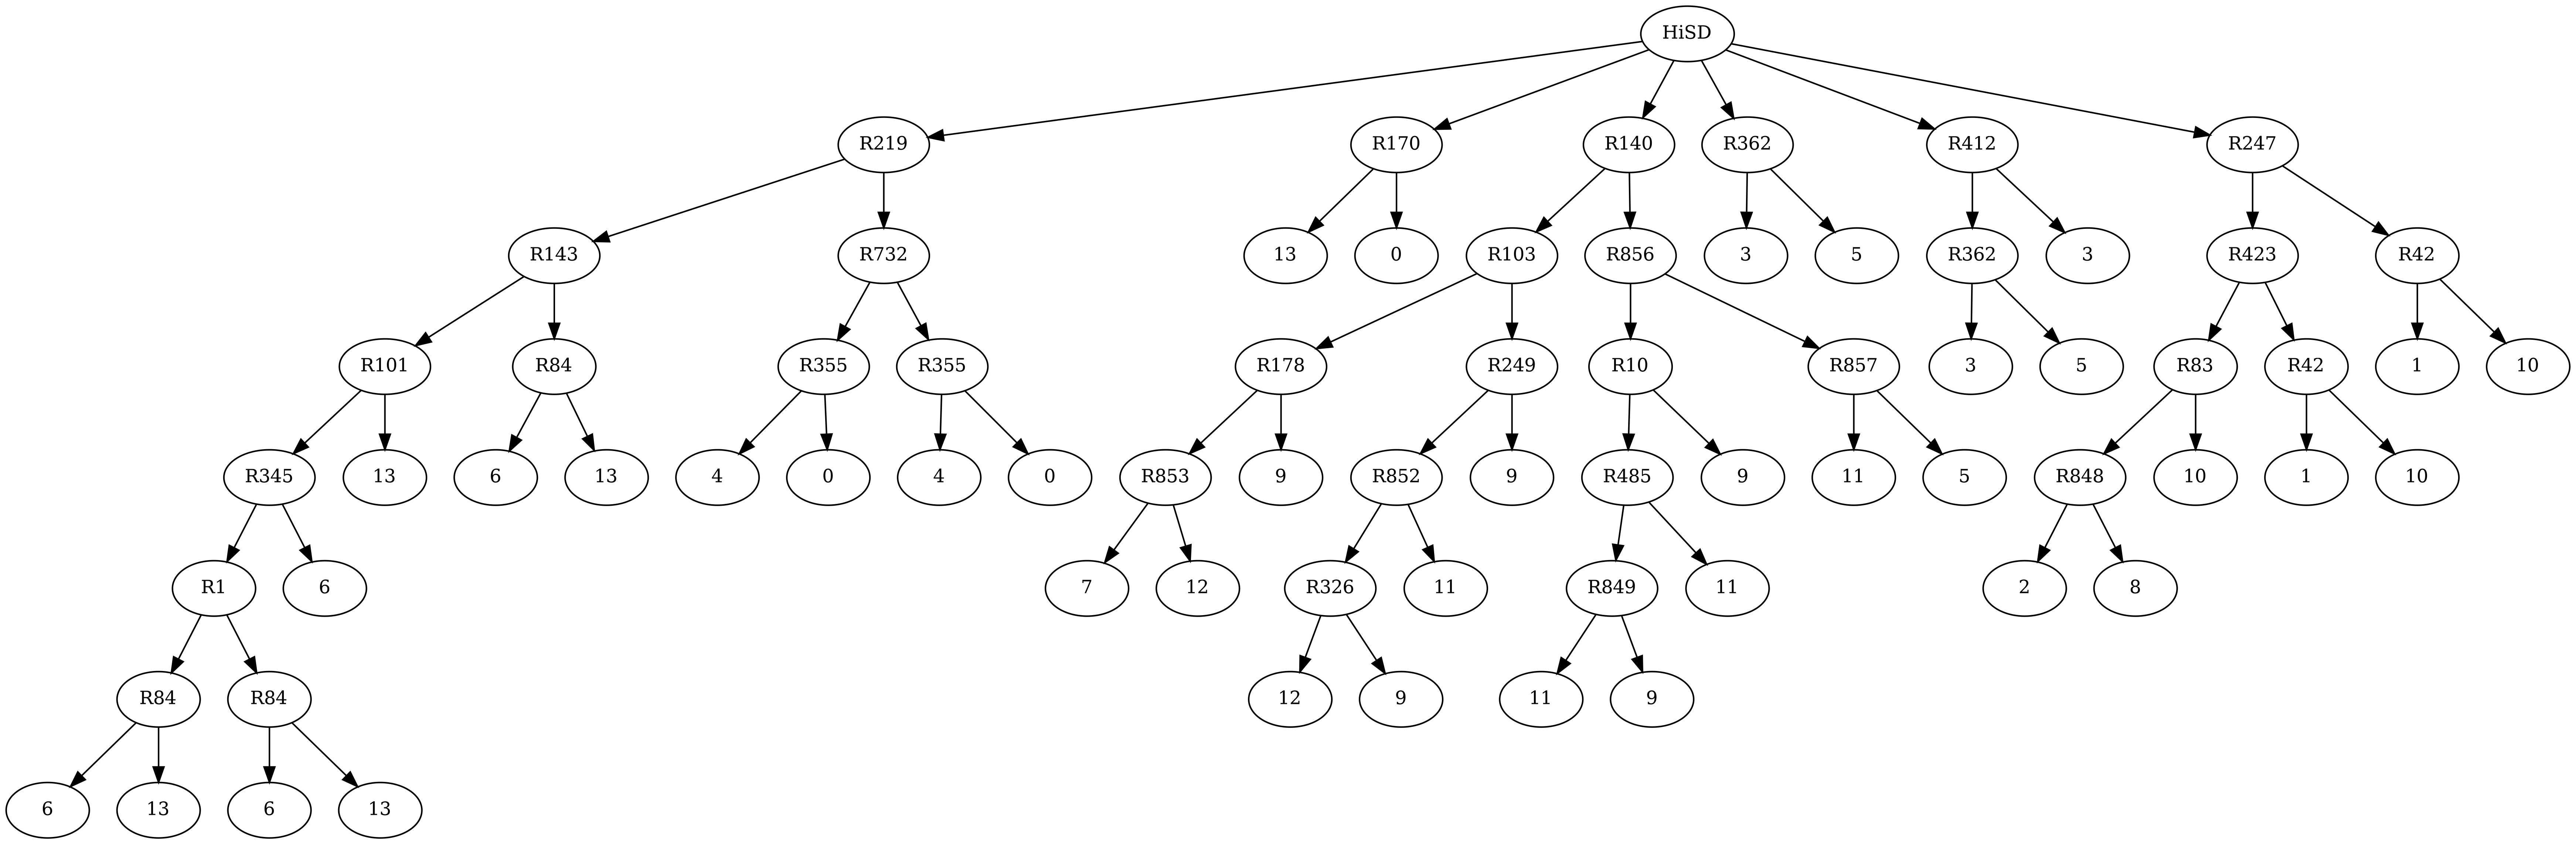 HiSD
R219 R170 R140 R362 R412 R247
R143 R732 13 0 R103 R856 3 5 R362 3 R423 R42
R101 R84 R355 R355 R178 R249 R10 R857 3 5 R83 R42 1 10
R345 13 6 13 4 0 4 0 R853 9 R852 9 R485 9 11 5 R848 10 1 10
R1 6 7 12 R326 11 R849 11 2 8
R84 R84 12 9 11 9
6 13 6 13